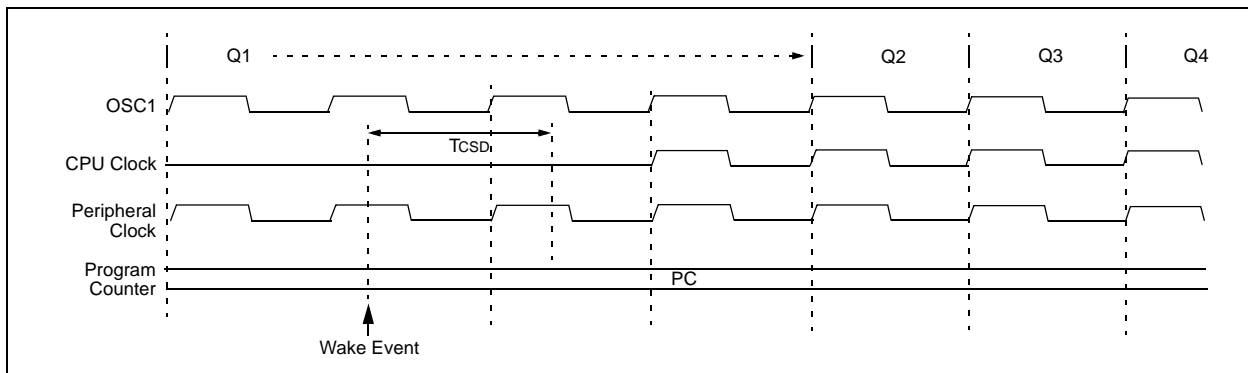 Q1 Q2 Q3 Q4
OSC1
TCSD
CPU Clock
Peripheral
Clock
Program
Counter
PC
Wake Event